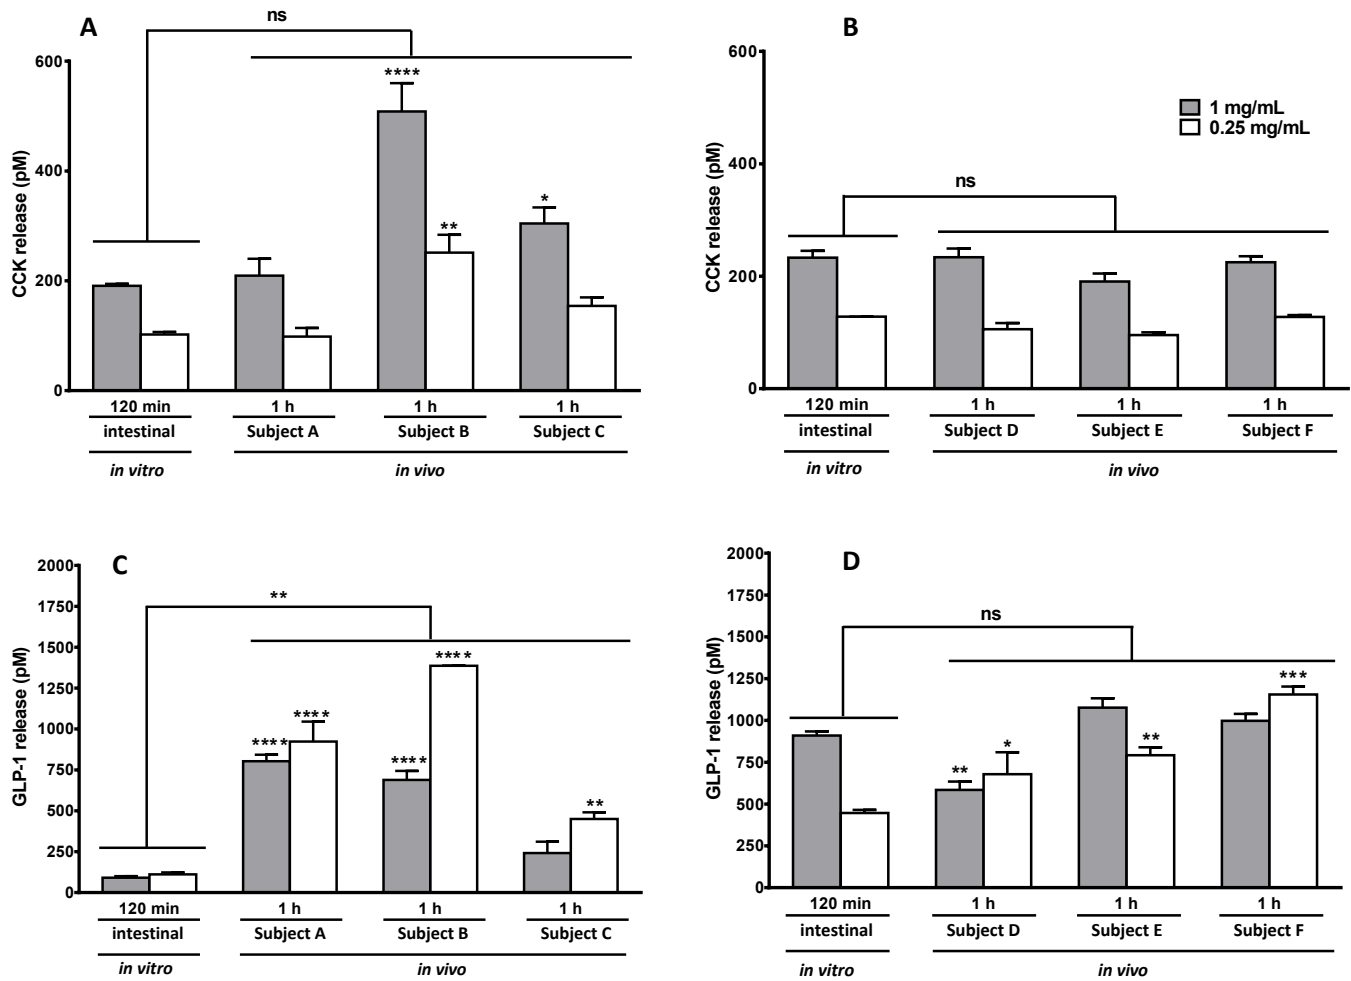 A
ns
CCK release (pM)
600
400
200
0
****
**
*
120 min
1 h
1 h
1 h
intestinal
Subject A
Subject B
Subject C
in vitro
in vivo
B
1 mg/mL
0.25 mg/mL
ns
CCK release (pM)
600
400
200
0
120 min
1 h
1 h
1 h
intestinal
Subject D
Subject E
Subject F
in vitro
in vivo
C
**
GLP-1 release (pM)
2000
1750
1500
1250
1000
750
500
250
0
****
****
****
****
**
120 min
1 h
1 h
1 h
intestinal
Subject A
Subject B
Subject C
in vitro
in vivo
D
ns
GLP-1 release (pM)
2000
1750
1500
1250
1000
750
500
250
0
**
*
**
***
120 min
1 h
1 h
1 h
intestinal
Subject D
Subject E
Subject F
in vitro
in vivo